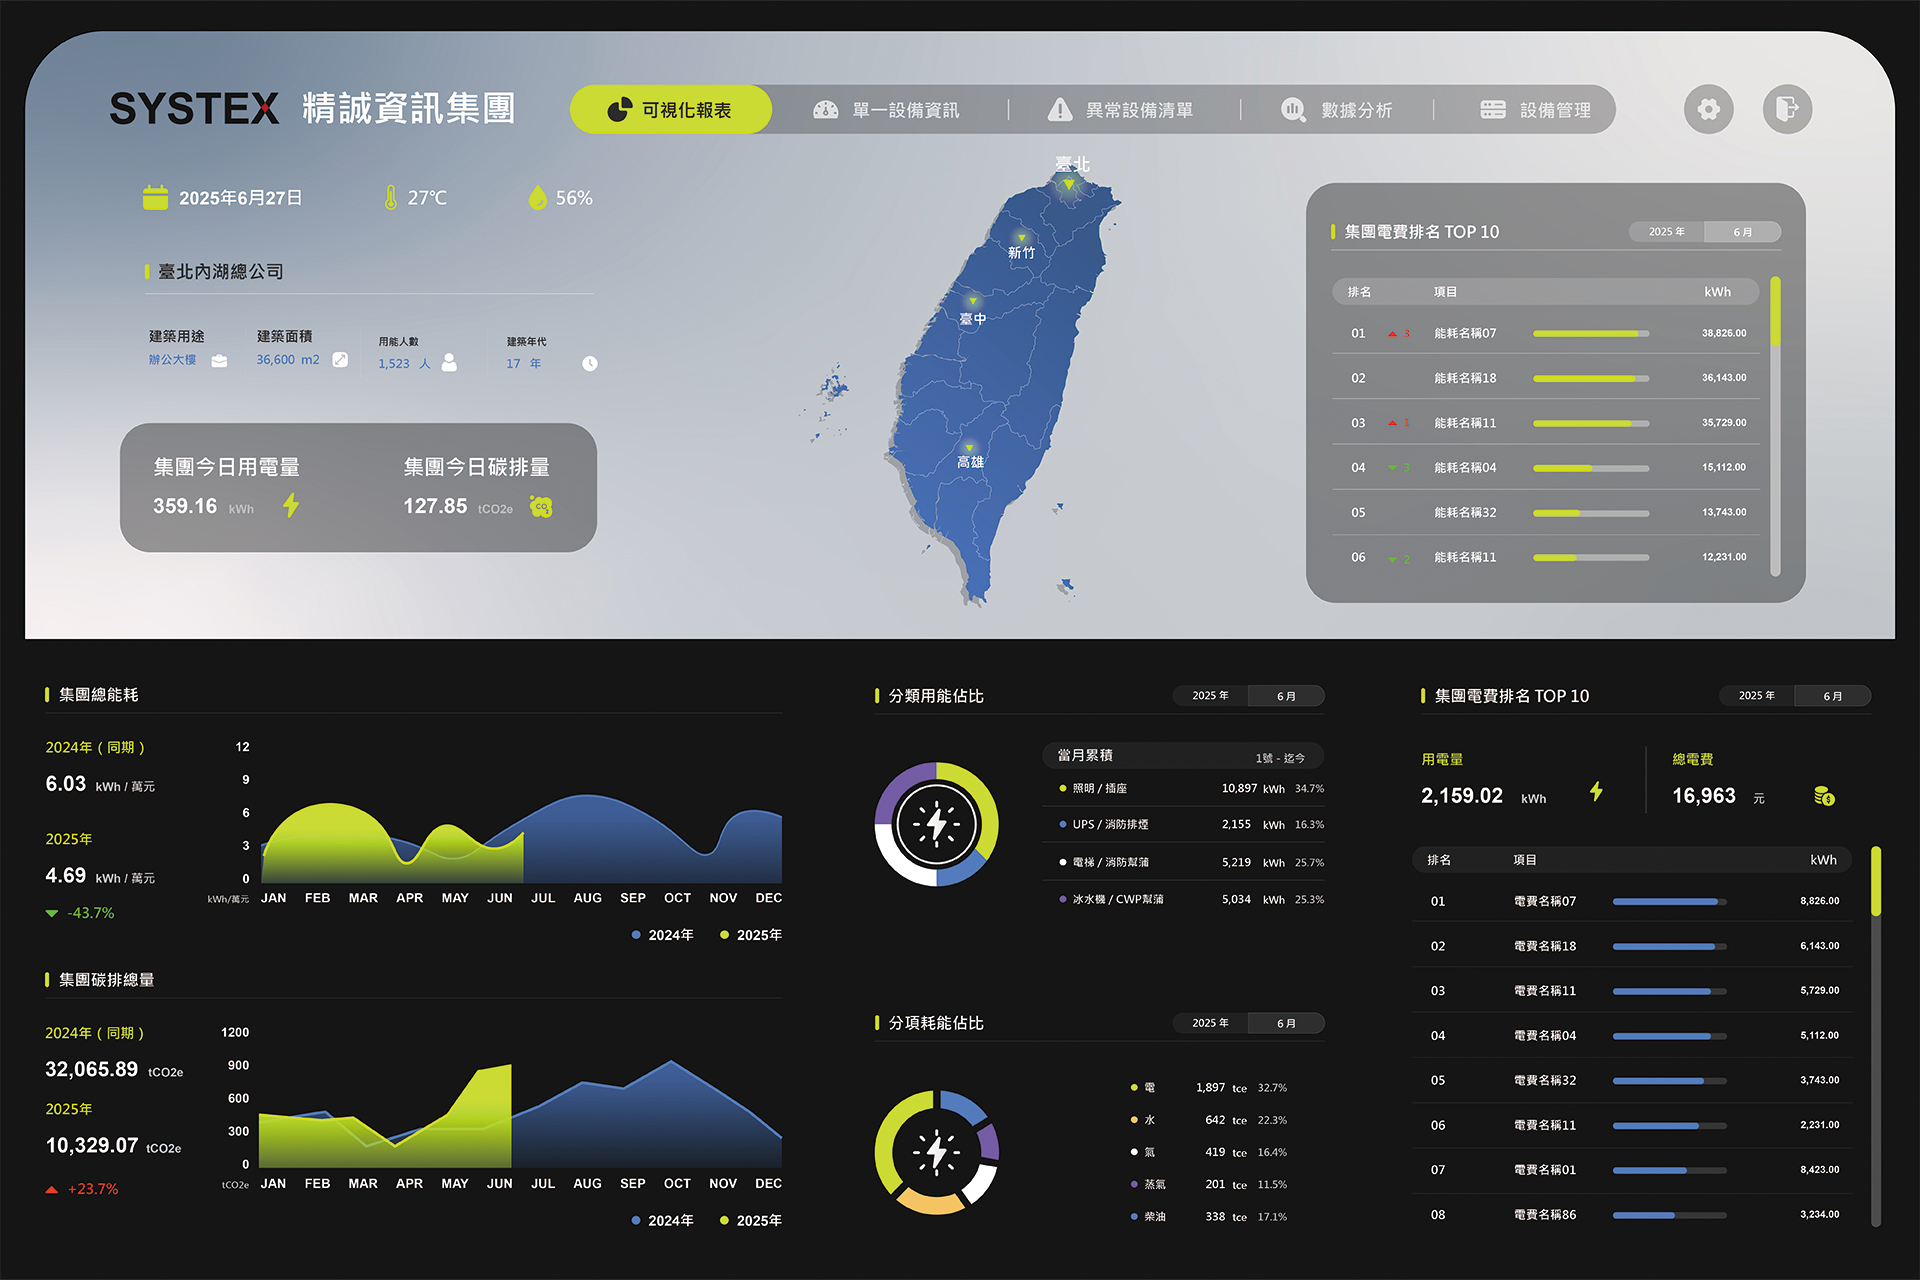 SYSTEX 精誠資訊集團
可視化報表
單一設備資訊
異常設備清單
數據分析
設備管理
2025年6月27日
27℃
56%
臺北內湖總公司
建築用途
辦公大樓
建築面積
36,600 m2
用能人數
1,523 人
建築年代
17 年
集團今日用電量
359.16 kWh
集團今日碳排量
127.85 tCO2e
CO2
臺北
新竹
臺中
高雄
集團電費排名 TOP 10
2025 年 6 月
排名 項目 kWh
01 3 能耗名稱07 38,826.00
02 能耗名稱18 36,143.00
03 1 能耗名稱11 35,729.00
04 3 能耗名稱04 15,112.00
05 能耗名稱32 13,743.00
06 2 能耗名稱11 12,231.00
集團總能耗
2024年 ( 同期 )
6.03 kWh / 萬元
2025年
4.69 kWh / 萬元
-43.7%
12
9
6
3
0
kWh/萬元
JAN FEB MAR APR MAY JUN JUL AUG SEP OCT NOV DEC
2024年 2025年
集團碳排總量
2024年 ( 同期 )
32,065.89 tCO2e
2025年
10,329.07 tCO2e
+23.7%
1200
900
600
300
0
tCO2e
JAN FEB MAR APR MAY JUN JUL AUG SEP OCT NOV DEC
2024年 2025年
分類用能佔比
2025 年 6 月
當月累積 1號 - 迄今
照明 / 插座 10,897 kWh 34.7%
UPS / 消防排煙 2,155 kWh 16.3%
電梯 / 消防幫蒲 5,219 kWh 25.7%
冰水機 / CWP幫蒲 5,034 kWh 25.3%
分項耗能佔比
2025 年 6 月
電 1,897 tce 32.7%
水 642 tce 22.3%
氣 419 tce 16.4%
蒸氣 201 tce 11.5%
柴油 338 tce 17.1%
集團電費排名 TOP 10
2025 年 6 月
用電量
2,159.02 kWh
總電費
16,963 元
排名 項目 kWh
01 電費名稱07 8,826.00
02 電費名稱18 6,143.00
03 電費名稱11 5,729.00
04 電費名稱04 5,112.00
05 電費名稱32 3,743.00
06 電費名稱11 2,231.00
07 電費名稱01 8,423.00
08 電費名稱86 3,234.00